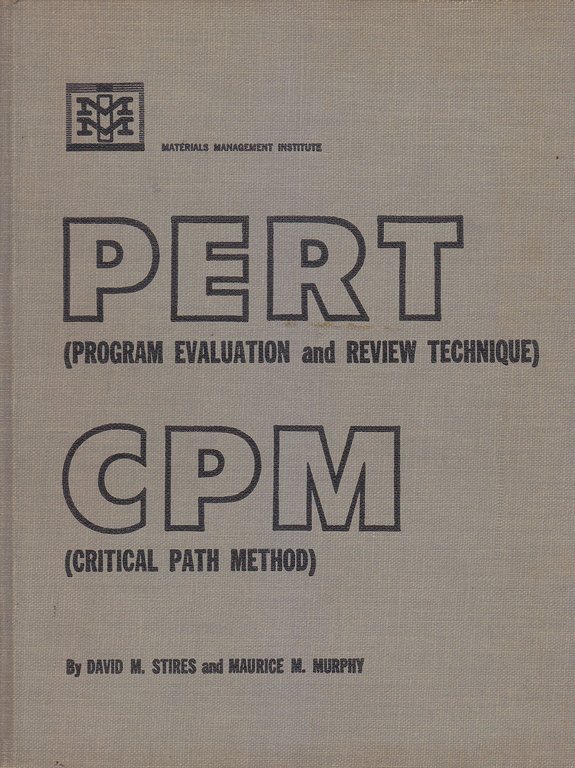 MMI
MATERIALS MANAGEMENT INSTITUTE
PERT
(PROGRAM EVALUATION and REVIEW TECHNIQUE)
CPM
(CRITICAL PATH METHOD)
By DAVID M. STIRES and MAURICE M. MURPHY